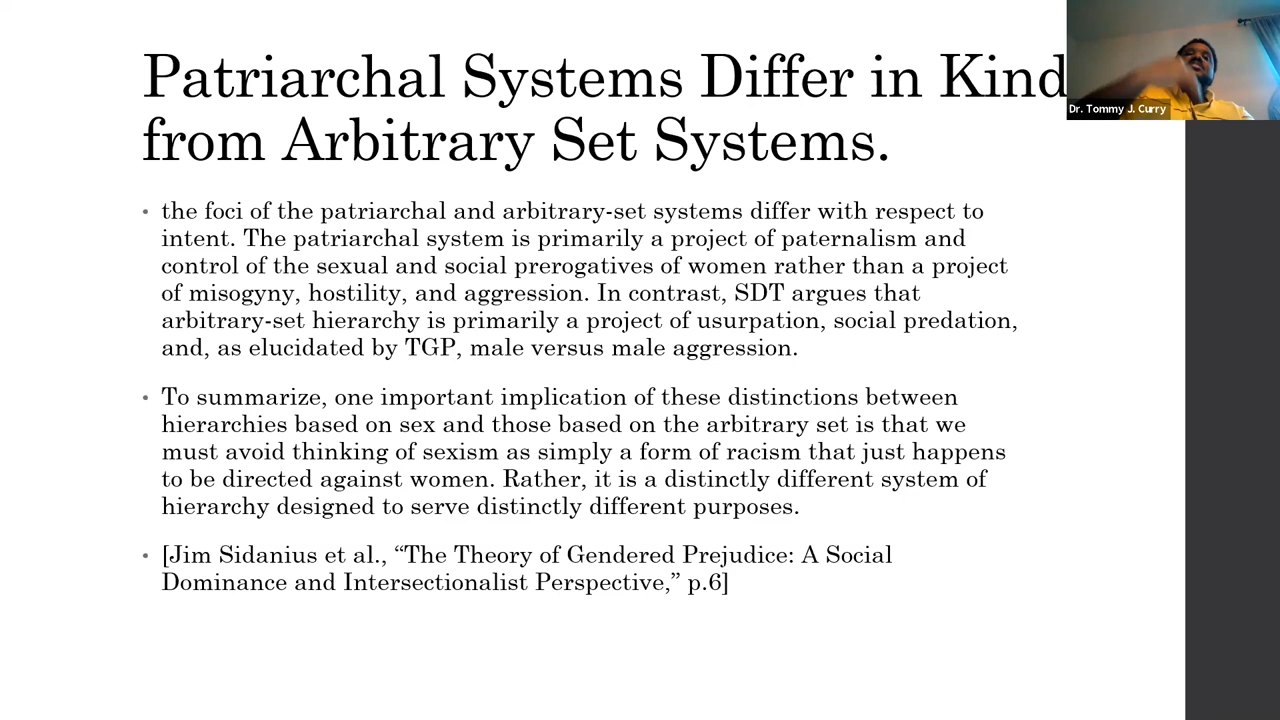 Patriarchal Systems Differ in Kind
from Arbitrary Set Systems.
Dr. Tommy J. Curry
• the foci of the patriarchal and arbitrary-set systems differ with respect to
intent. The patriarchal system is primarily a project of paternalism and
control of the sexual and social prerogatives of women rather than a project
of misogyny, hostility, and aggression. In contrast, SDT argues that
arbitrary-set hierarchy is primarily a project of usurpation, social predation,
and, as elucidated by TGP, male versus male aggression.
• To summarize, one important implication of these distinctions between
hierarchies based on sex and those based on the arbitrary set is that we
must avoid thinking of sexism as simply a form of racism that just happens
to be directed against women. Rather, it is a distinctly different system of
hierarchy designed to serve distinctly different purposes.
• [Jim Sidanius et al., “The Theory of Gendered Prejudice: A Social
Dominance and Intersectionalist Perspective,” p.6]